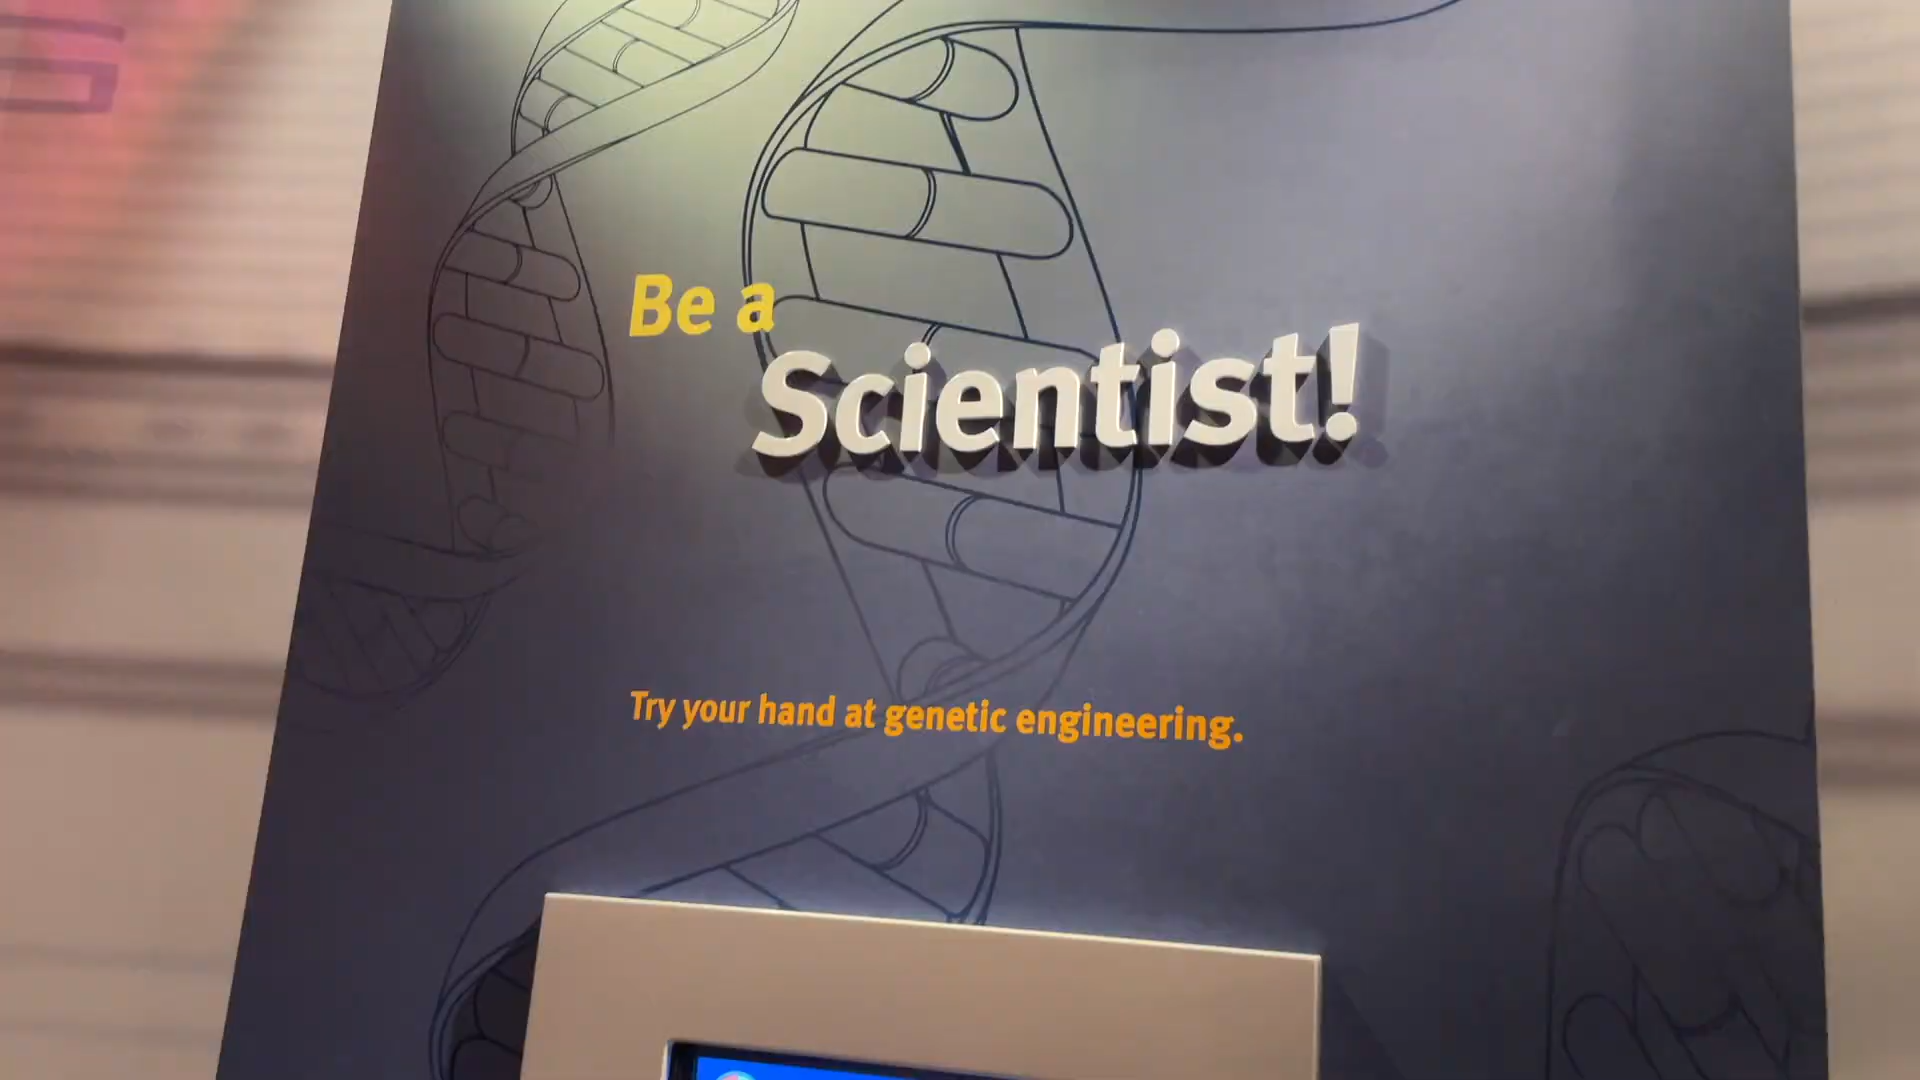 Be a
Scientist!
Try your hand at genetic engineering.